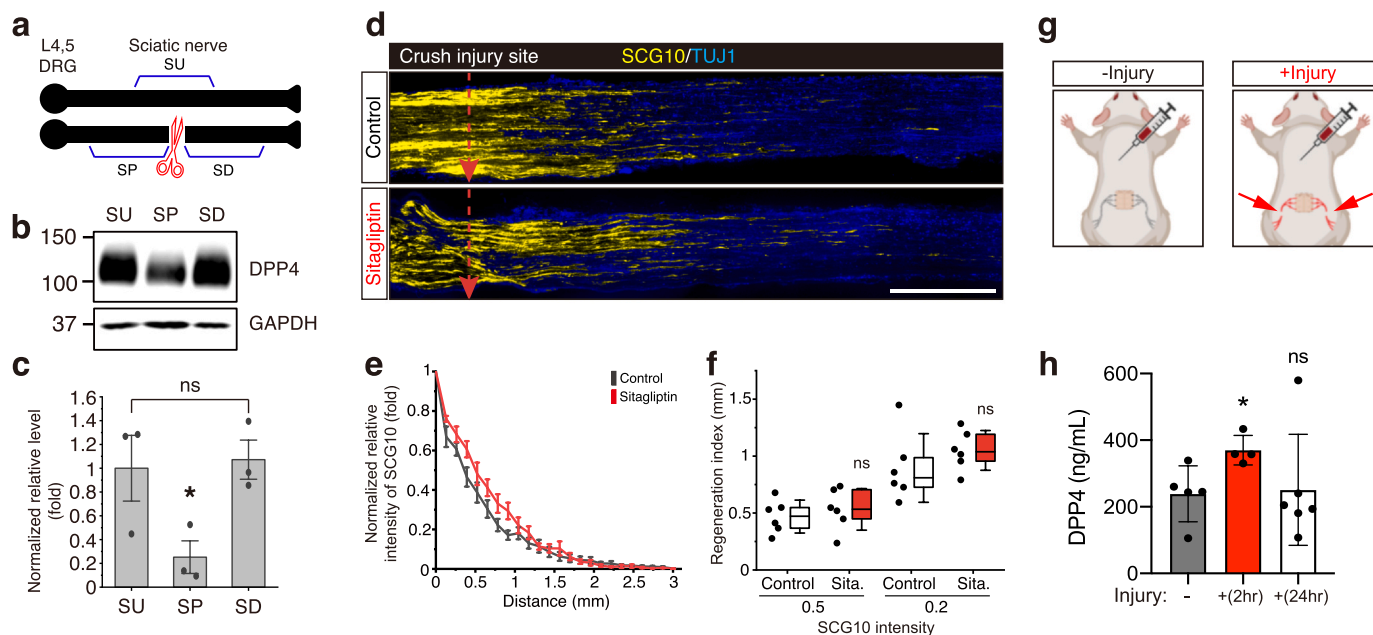 a
L4,5
DRG
Sciatic nerve
SU
SP
SD
b
SU SP SD
150
100
DPP4
37
GAPDH
c
ns
Normalized relative level
(fold)
1.6
1.4
1.2
1
0.8
0.6
0.4
0.2
0
*
SU SP SD
d
Crush injury site
SCG10/TUJ1
Control
Sitagliptin
e
Normalized relative
intensity of SCG10 (fold)
1
0.8
0.6
0.4
0.2
0
Control
Sitagliptin
0 0.5 1.0 1.5 2.0 2.5 3.0
Distance (mm)
f
Regeneration index (mm)
1.5
1
0.5
0
ns
ns
Control Sita. Control Sita.
0.5 0.2
SCG10 intensity
g
-Injury
+Injury
h
DPP4 (ng/mL)
600
400
200
0
*
ns
Injury: - +(2hr) +(24hr)